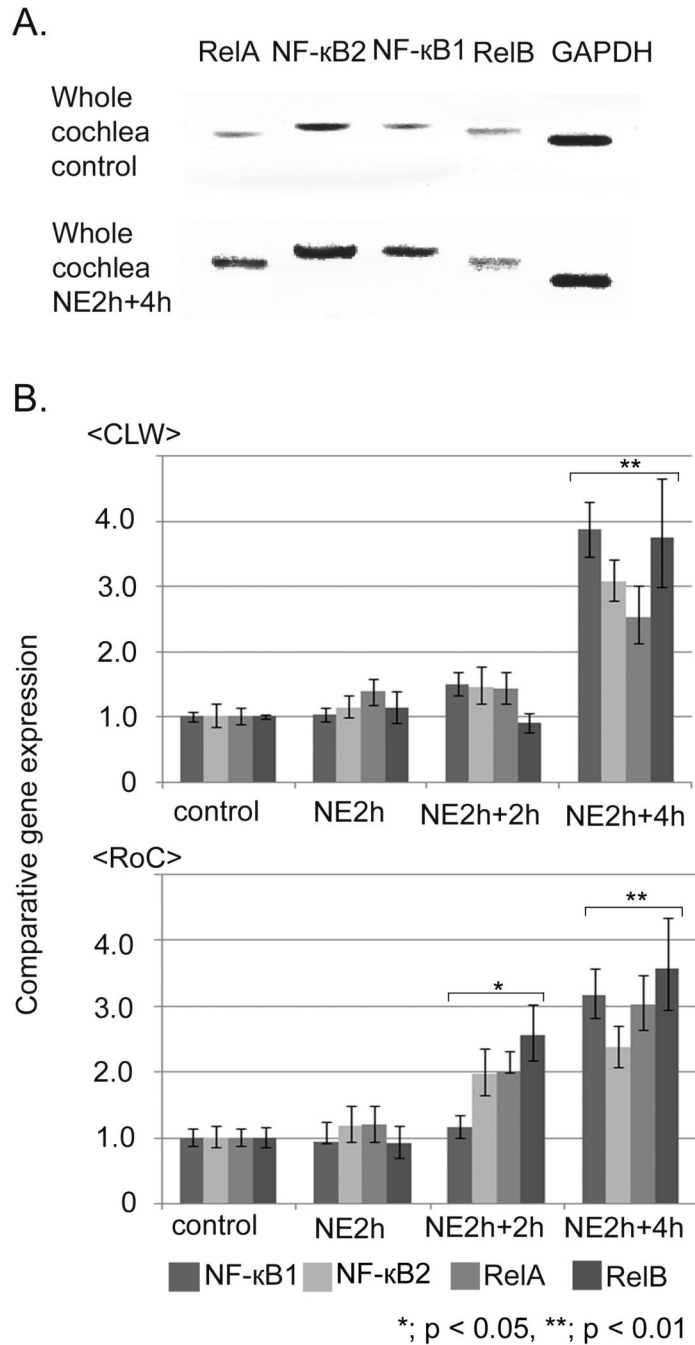 A.
RelA NF-κB2 NF-κB1 RelB GAPDH
Whole
cochlea
control
Whole
cochlea
NE2h+4h
B.
<CLW>
**
4.0
3.0
2.0
1.0
0
control NE2h NE2h+2h NE2h+4h
Comparative gene expression
<RoC>
**
*
4.0
3.0
2.0
1.0
0
control NE2h NE2h+2h NE2h+4h
NF-κB1 NF-κB2 RelA RelB
*; p < 0.05, **; p < 0.01